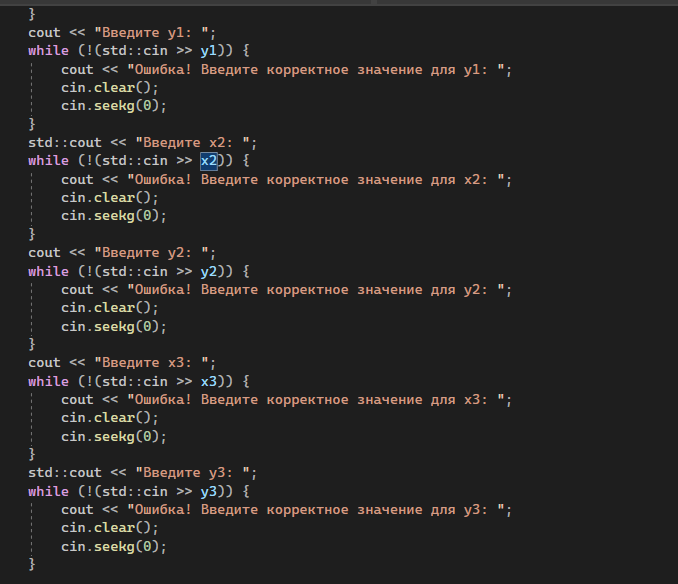 }
cout << "Введите y1: ";
while (!(std::cin >> y1)) {
cout << "Ошибка! Введите корректное значение для y1: ";
cin.clear();
cin.seekg(0);
}
std::cout << "Введите x2: ";
while (!(std::cin >> x2)) {
cout << "Ошибка! Введите корректное значение для x2: ";
cin.clear();
cin.seekg(0);
}
cout << "Введите y2: ";
while (!(std::cin >> y2)) {
cout << "Ошибка! Введите корректное значение для y2: ";
cin.clear();
cin.seekg(0);
}
cout << "Введите x3: ";
while (!(std::cin >> x3)) {
cout << "Ошибка! Введите корректное значение для x3: ";
cin.clear();
cin.seekg(0);
}
std::cout << "Введите y3: ";
while (!(std::cin >> y3)) {
cout << "Ошибка! Введите корректное значение для y3: ";
cin.clear();
cin.seekg(0);
}